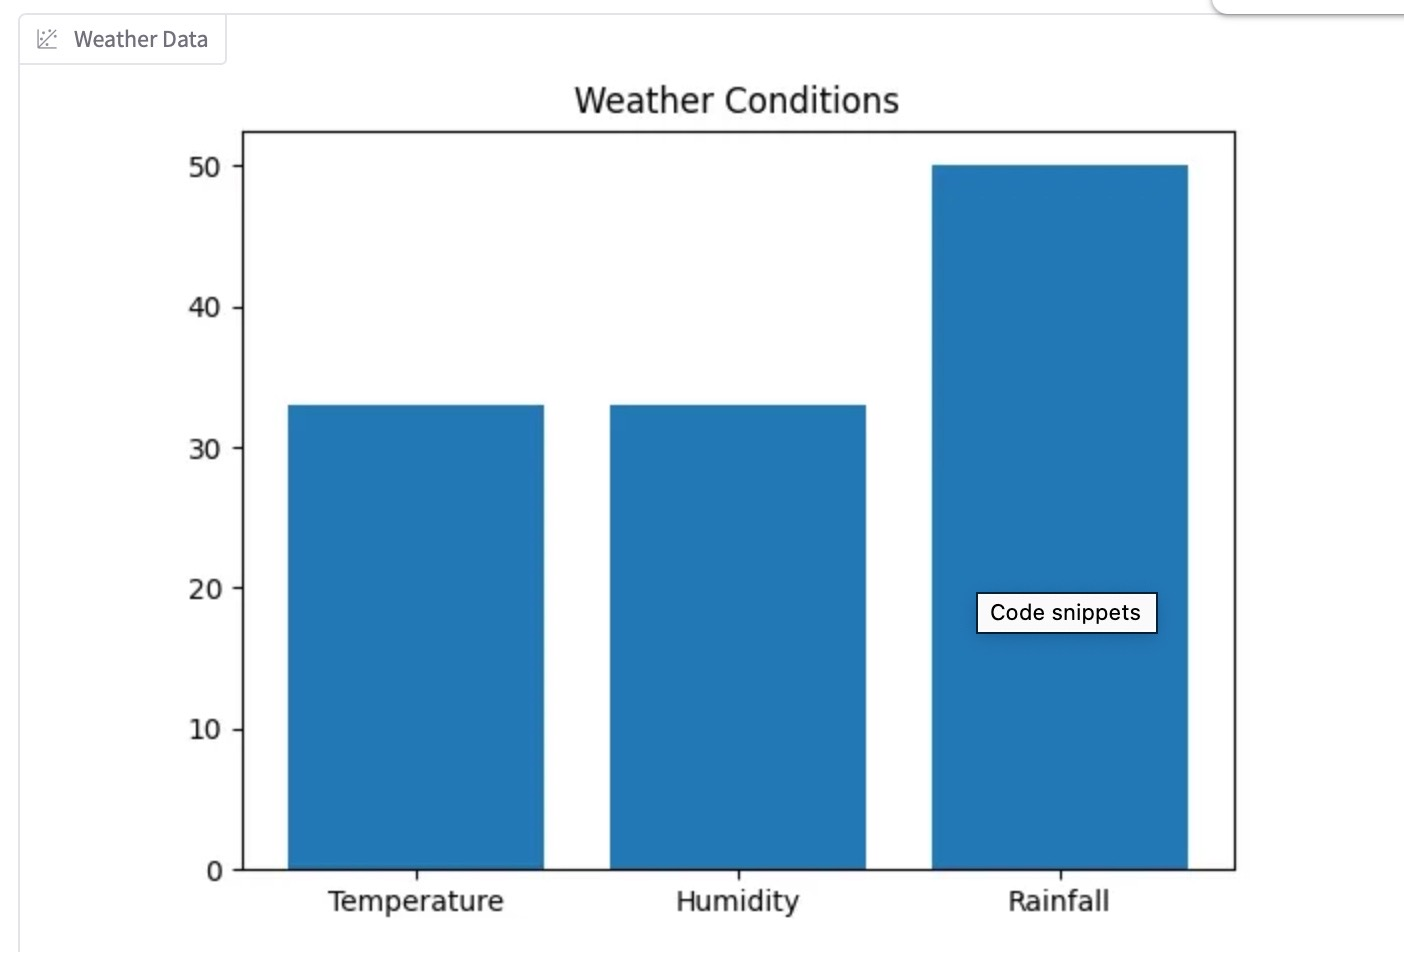 Weather Data
Weather Conditions
50
40
30
20
10
0
Code snippets
Temperature Humidity Rainfall